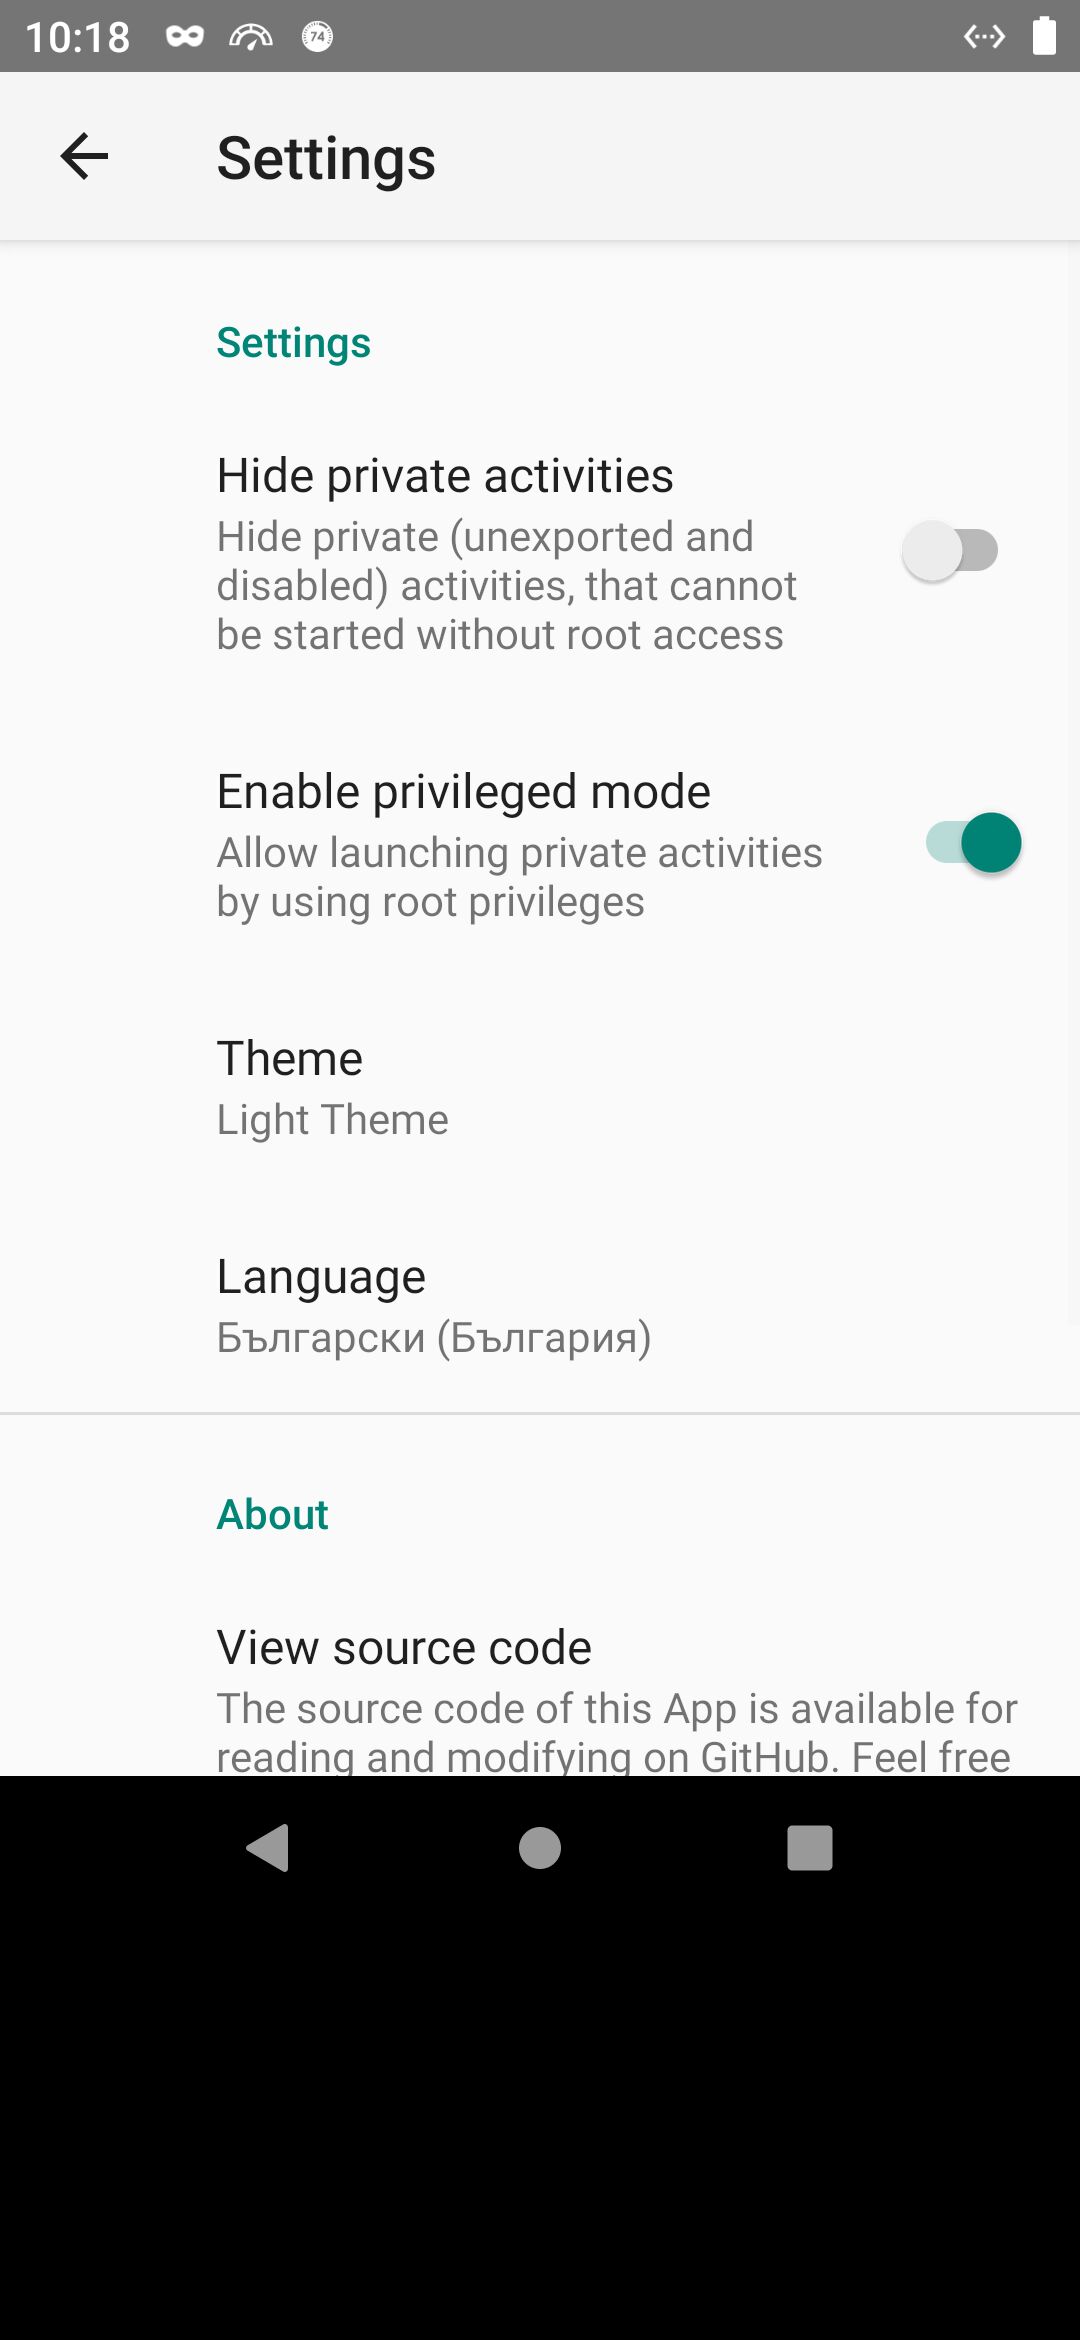 10:18
74
Settings
Settings
Hide private activities
Hide private (unexported and
disabled) activities, that cannot
be started without root access
Enable privileged mode
Allow launching private activities
by using root privileges
Theme
Light Theme
Language
Български (България)
About
View source code
The source code of this App is available for
reading and modifying on GitHub. Feel free